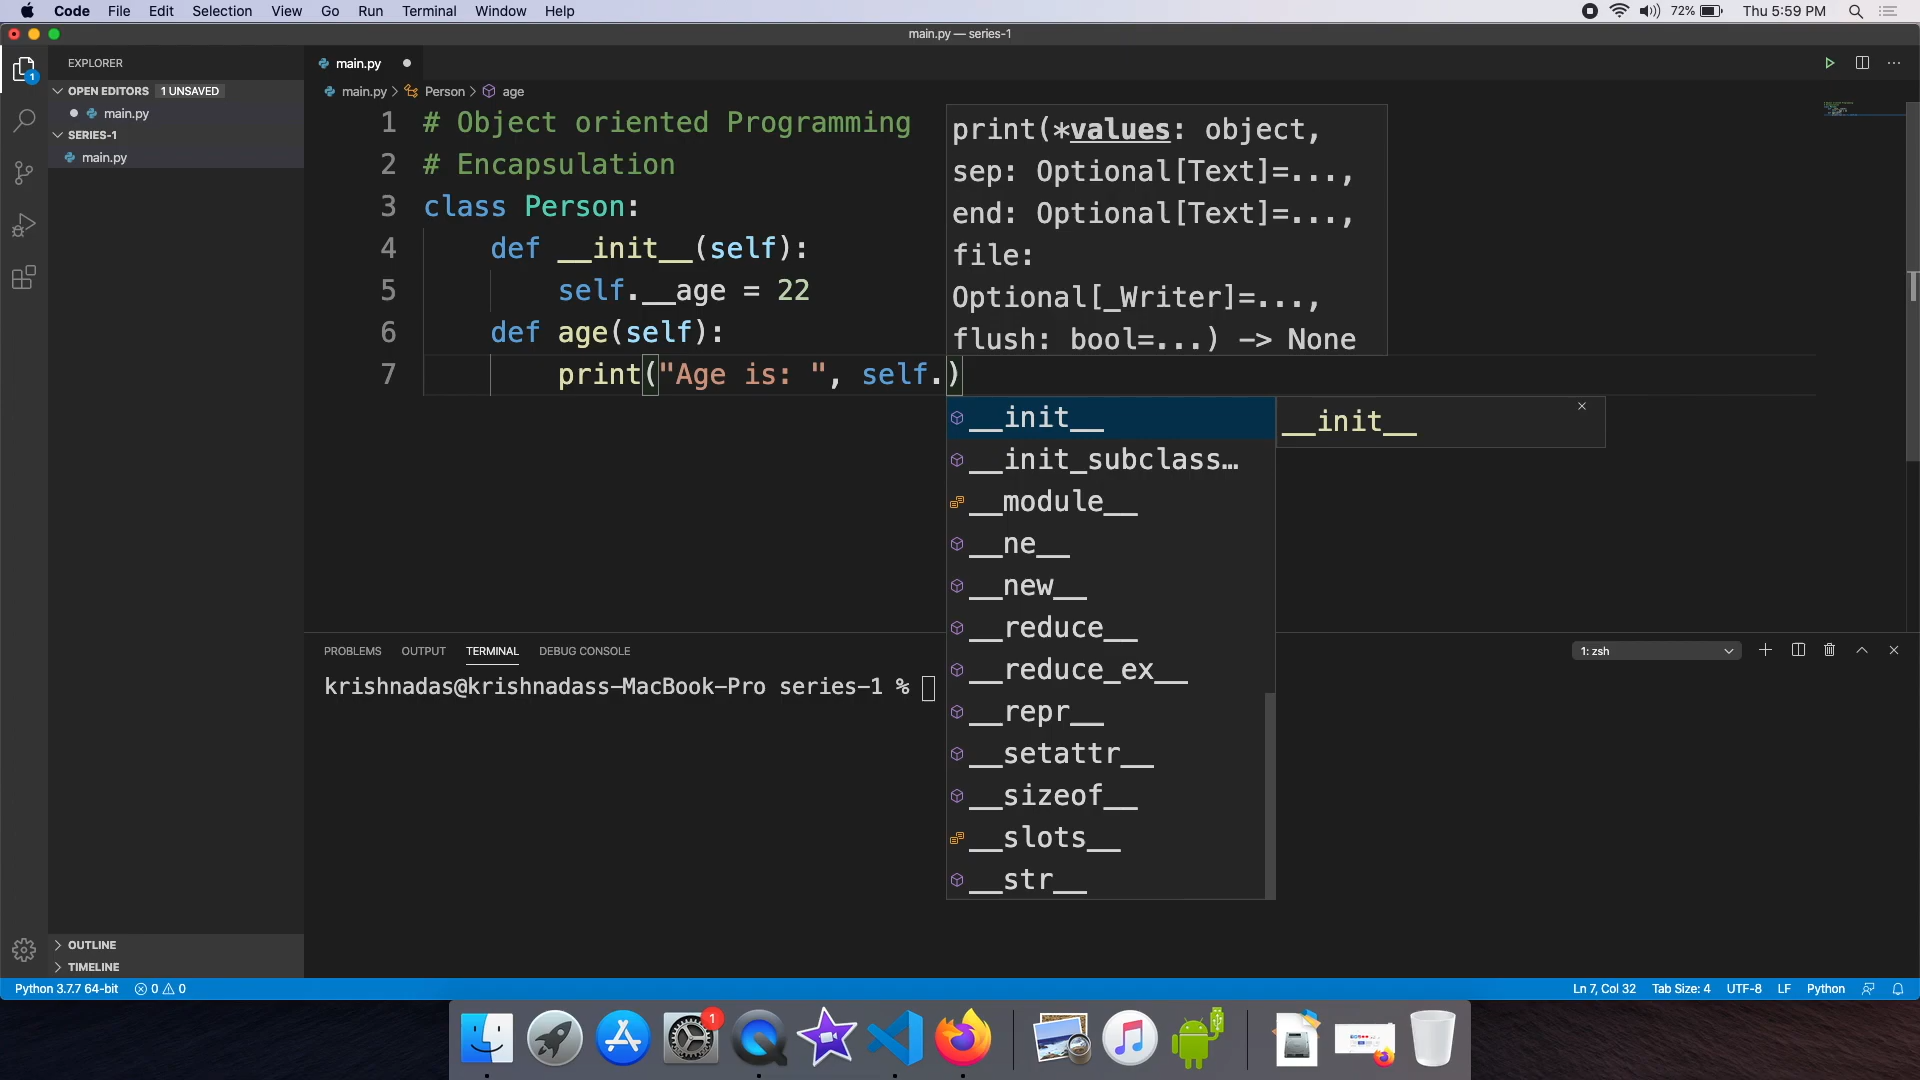 Code File Edit Selection View Go Run Terminal Window Help 72% Thu 5:59 PM
main.py — series-1
EXPLORER
OPEN EDITORS 1 UNSAVED
main.py
SERIES-1
main.py
OUTLINE
TIMELINE
1
main.py
main.py > Person > age
1 # Object oriented Programming
2 # Encapsulation
3 class Person:
4 def __init__(self):
5 self.__age = 22
6 def age(self):
7 print("Age is: ", self.)
print(*values: object,
sep: Optional[Text]=...,
end: Optional[Text]=...,
file:
Optional[_Writer]=...,
flush: bool=...) -> None
__init__
__init_subclass…
__module__
__ne__
__new__
__reduce__
__reduce_ex__
__repr__
__setattr__
__sizeof__
__slots__
__str__
__init__
PROBLEMS OUTPUT TERMINAL DEBUG CONSOLE 1: zsh
krishnadas@krishnadass-MacBook-Pro series-1 %
Python 3.7.7 64-bit 0 0 Ln 7, Col 32 Tab Size: 4 UTF-8 LF Python
1